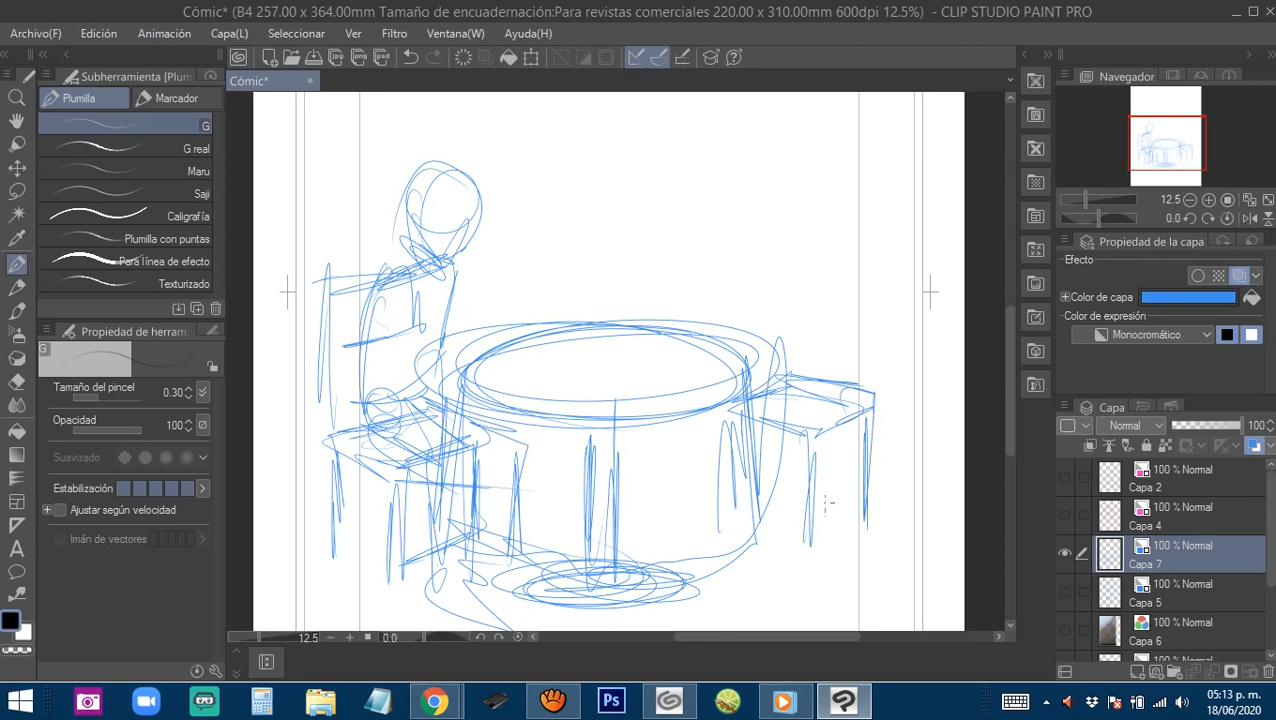 Cómic* (B4 257.00 x 364.00mm Tamaño de encuadernación:Para revistas comerciales 220.00 x 310.00mm 600dpi 12.5%) - CLIP STUDIO PAINT PRO
Archivo(F) Edición Animación Capa(L) Seleccionar Ver Filtro Ventana(W) Ayuda(H)
Subherramienta (Plum
Plumilla Marcador
G
G real
Maru
Saji
Caligrafía
Plumilla con puntas
Para línea de efecto
Texturizado
Propiedad de herram
G
Tamaño del pincel 0.30
Opacidad 100
Suavizado
Estabilización
Ajustar según velocidad
Imán de vectores
Cómic*
12.5 0.0
Navegador
12.5
0.0
Propiedad de la capa
Efecto
Color de capa
Color de expresión
Monocromático
Capa
Normal 100
100 % Normal
Capa 2
100 % Normal
Capa 4
100 % Normal
Capa 7
100 % Normal
Capa 5
100 % Normal
Capa 6
100 % Normal
Ps
05:13 p. m.
18/06/2020